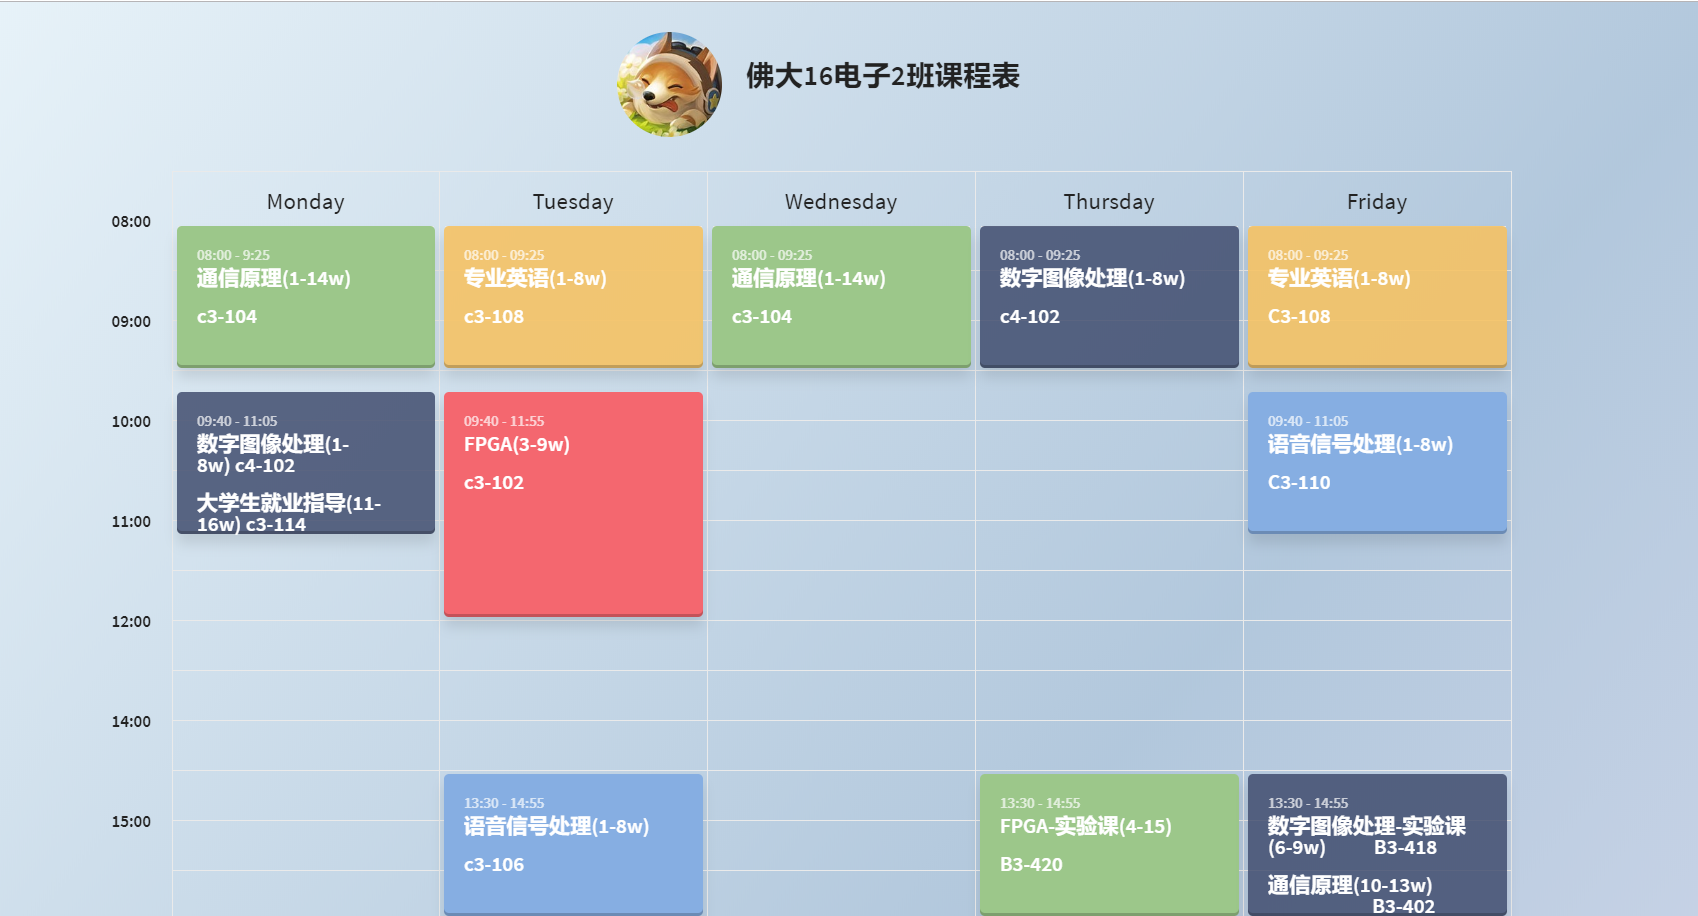 佛大16电子2班课程表
Monday
Tuesday
Wednesday
Thursday
Friday
08:00
09:00
10:00
11:00
12:00
14:00
15:00
08:00 - 9:25
通信原理(1-14w)
c3-104
09:40 - 11:05
数字图像处理(1-
8w) c4-102
大学生就业指导(11-
16w) c3-114
08:00 - 09:25
专业英语(1-8w)
c3-108
09:40 - 11:55
FPGA(3-9w)
c3-102
13:30 - 14:55
语音信号处理(1-8w)
c3-106
08:00 - 09:25
通信原理(1-14w)
c3-104
08:00 - 09:25
数字图像处理(1-8w)
c4-102
13:30 - 14:55
FPGA-实验课(4-15)
B3-420
08:00 - 09:25
专业英语(1-8w)
C3-108
09:40 - 11:05
语音信号处理(1-8w)
C3-110
13:30 - 14:55
数字图像处理-实验课
(6-9w) B3-418
通信原理(10-13w)
B3-402